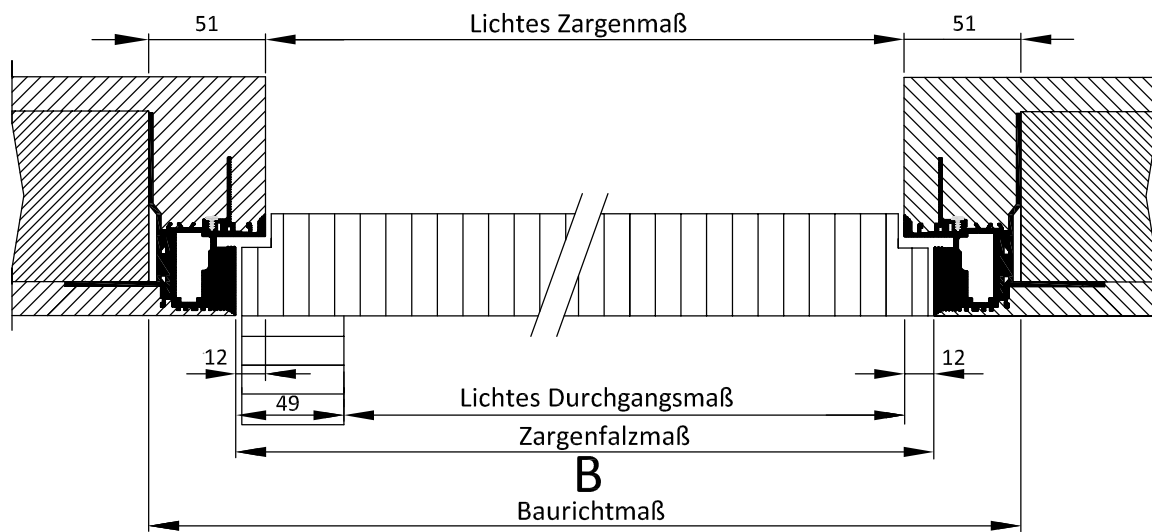 51 Lichtes Zargenmaß 51
12 12
49 Lichtes Durchgangsmaß
Zargenfalzmaß
B
Baurichtmaß